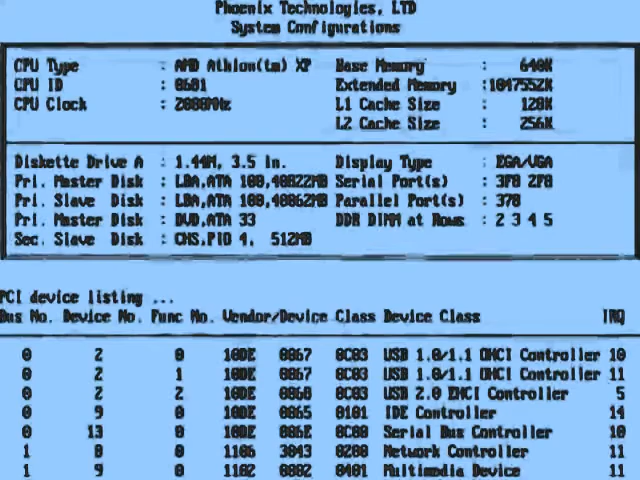 Phoenix Technologies, LTD
System Configurations
CPU Type : AMD Athlon(tm) XP Base Memory : 640K
CPU ID : 0681 Extended Memory : 1047552K
CPU Clock : 2088MHz L1 Cache Size : 128K
L2 Cache Size : 256K
Diskette Drive A : 1.44M, 3.5 in. Display Type : EGA/VGA
Pri. Master Disk : LBA,ATA 100, Serial Port(s) : 3F8 2F8
Pri. Slave Disk : LBA,ATA 100, Parallel Port(s) : 378
Pri. Master Disk : DVD,ATA 33 DDR DIMM at Rows : 2 3 4 5
Sec. Slave Disk : CHS,PIO 4, 512MB
PCI device listing ...
Bus No. Device No. Func No. Vendor/Device Class Device Class IRQ
0 2 0 10DE 0067 0C03 USB 1.0/1.1 OHCI Controller 10
0 2 1 10DE 0067 0C03 USB 1.0/1.1 OHCI Controller 11
0 2 2 10DE 0068 0C03 USB 2.0 EHCI Controller 5
0 9 0 10DE 0065 0101 IDE Controller 14
0 13 0 10DE 006E 0C00 Serial Bus Controller 10
1 8 0 1106 3043 0200 Network Controller 11
1 9 0 1102 0002 0401 Multimedia Device 11